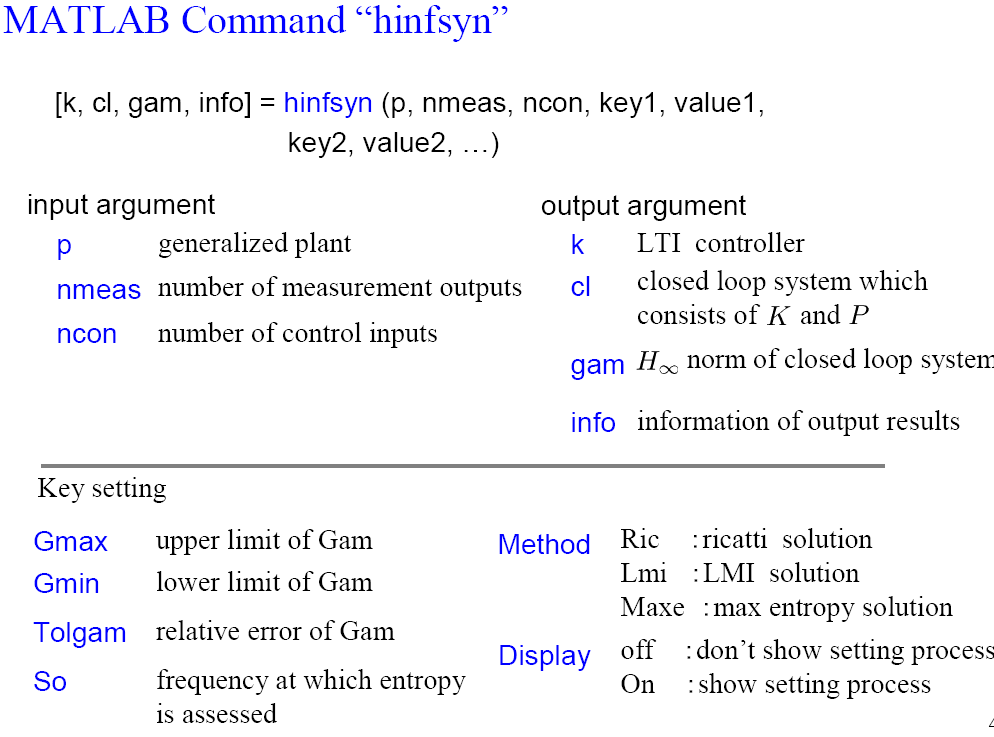 MATLAB Command “hinfsyn”
[k, cl, gam, info] = hinfsyn (p, nmeas, ncon, key1, value1,
key2, value2, …)
input argument
p generalized plant
nmeas number of measurement outputs
ncon number of control inputs
output argument
k LTI controller
cl closed loop system which
consists of K and P
gam H∞ norm of closed loop system
info information of output results
Key setting
Gmax upper limit of Gam
Gmin lower limit of Gam
Tolgam relative error of Gam
So frequency at which entropy
is assessed
Method Ric :ricatti solution
Lmi :LMI solution
Maxe :max entropy solution
Display off :don’t show setting process
On :show setting process